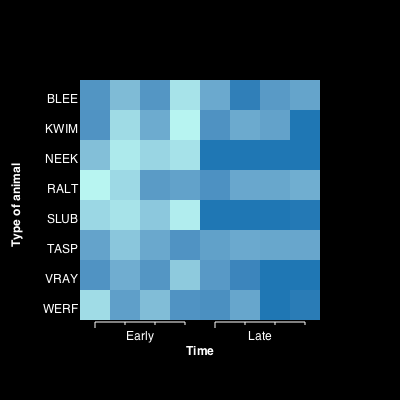 BLEE
KWIM
NEEK
RALT
SLUB
TASP
VRAY
WERF
Type of animal
Early Late
Time